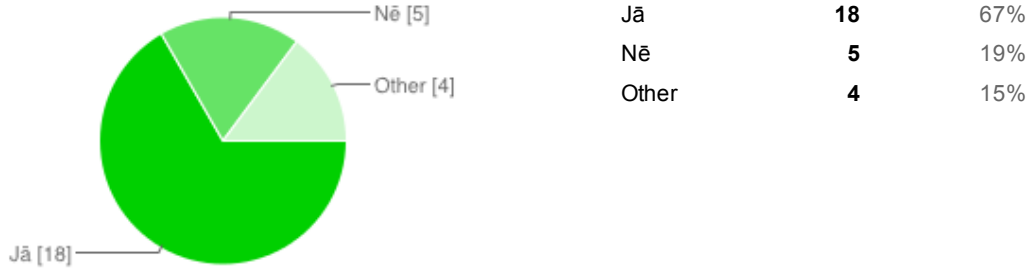 Nē [5]
Other [4]
Jā [18]
Jā 18 67%
Nē 5 19%
Other 4 15%